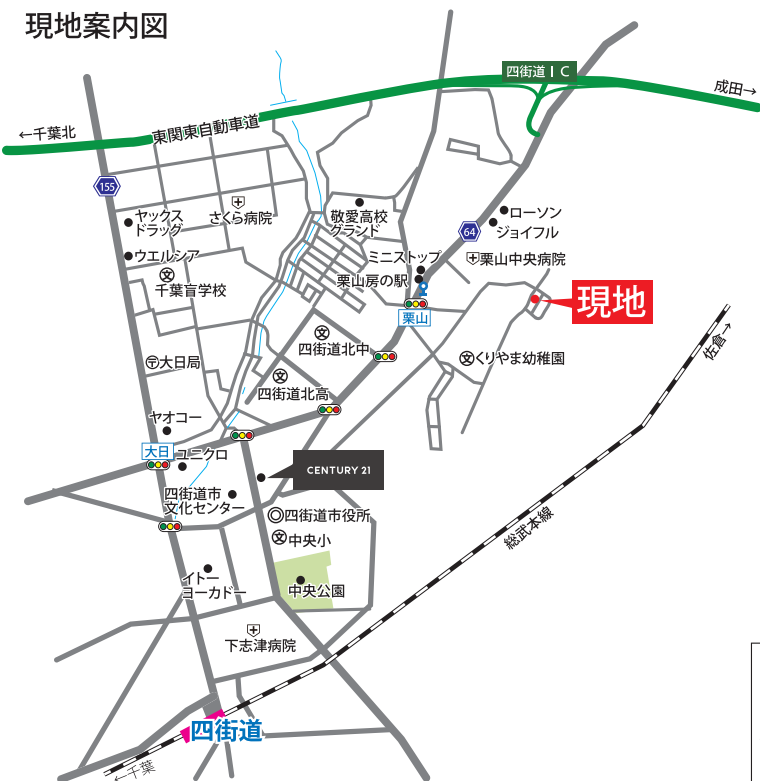 現地案内図
四街道IC
成田→
←千葉北
東関東自動車道
155
ヤックス
ドラッグ
さくら病院
敬愛高校
グランド
ローソン
64
ジョイフル
ウエルシア
ミニストップ
栗山中央病院
栗山房の駅
文
千葉盲学校
現地
栗山
文
四街道北中
佐倉→
〒大日局
文くりやま幼稚園
文
四街道北高
ヤオコー
大日
ユニクロ
CENTURY 21
四街道市
文化センター
◎四街道市役所
総武本線
文中央小
イトー
ヨーカドー
中央公園
下志津病院
四街道
←千葉